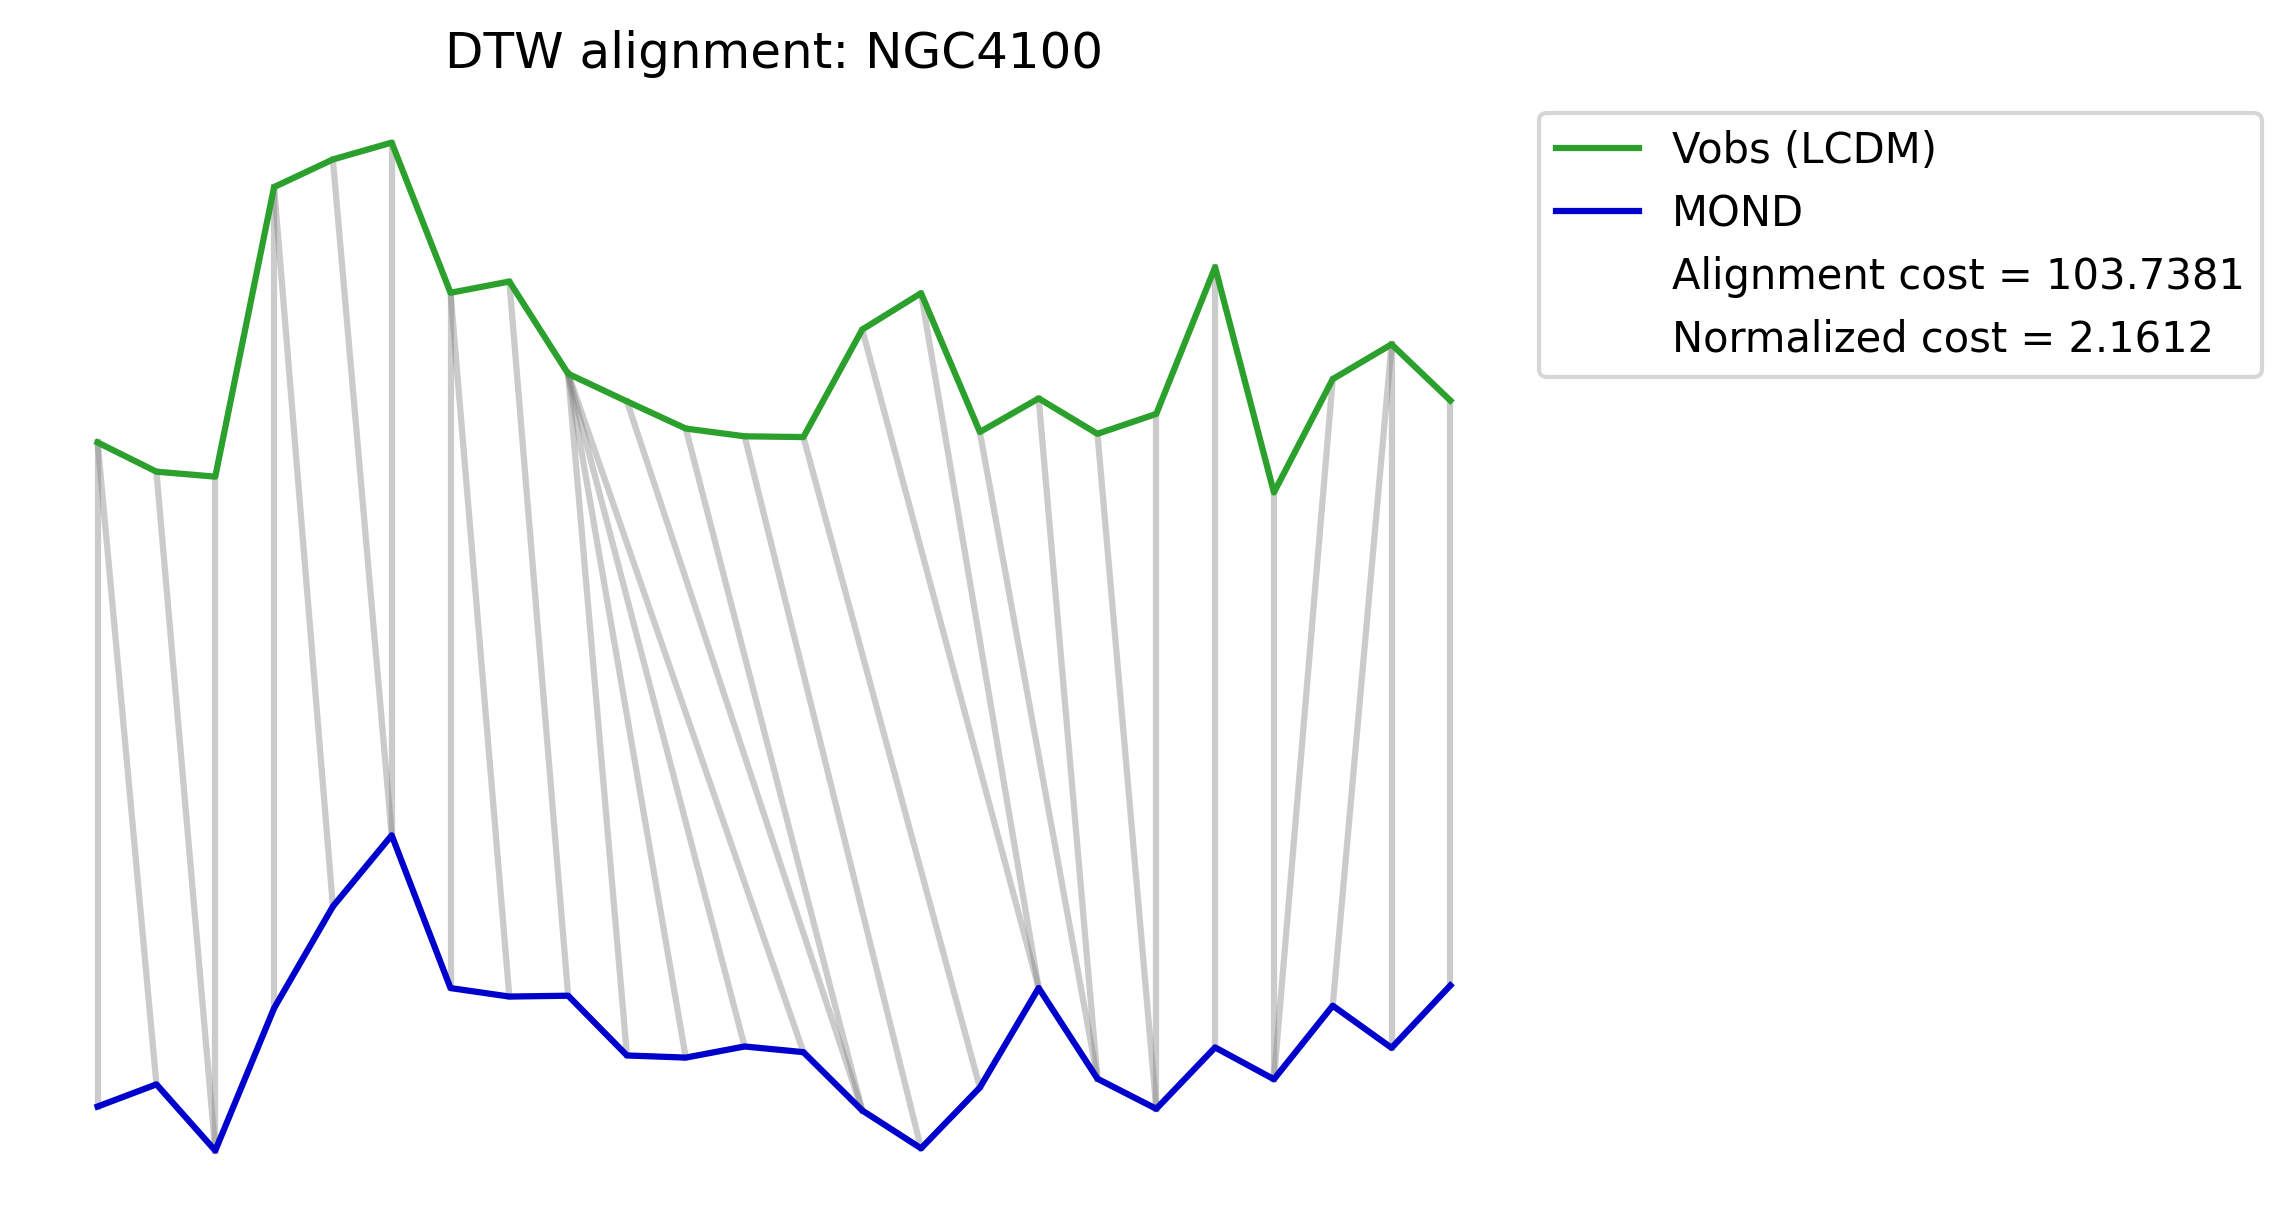 DTW alignment: NGC4100
Vobs (LCDM)
MOND
Alignment cost = 103.7381
Normalized cost = 2.1612